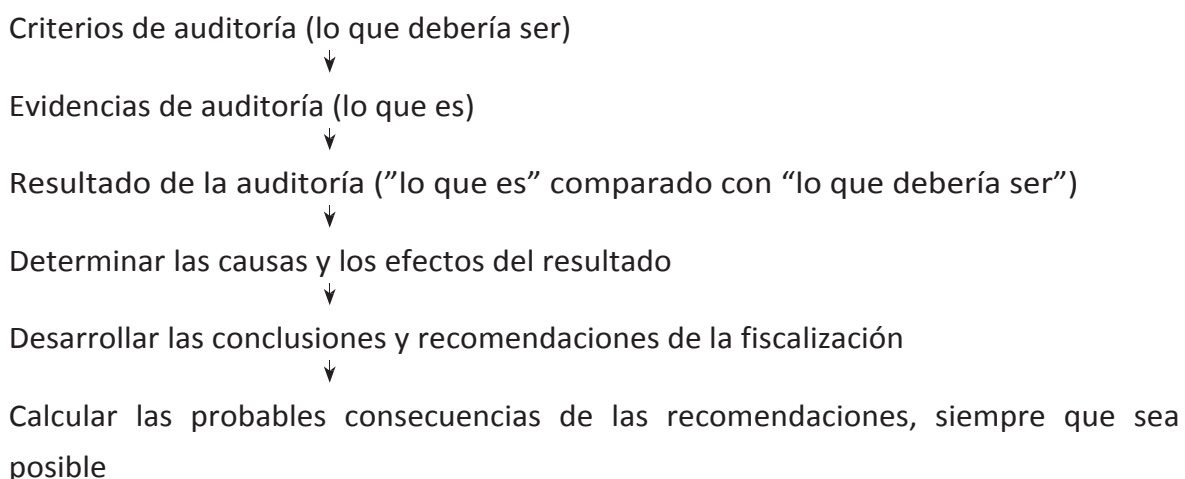 Criterios de auditoría (lo que debería ser)
Evidencias de auditoría (lo que es)
Resultado de la auditoría (”lo que es” comparado con “lo que debería ser”)
Determinar las causas y los efectos del resultado
Desarrollar las conclusiones y recomendaciones de la fiscalización
Calcular las probables consecuencias de las recomendaciones, siempre que sea
posible